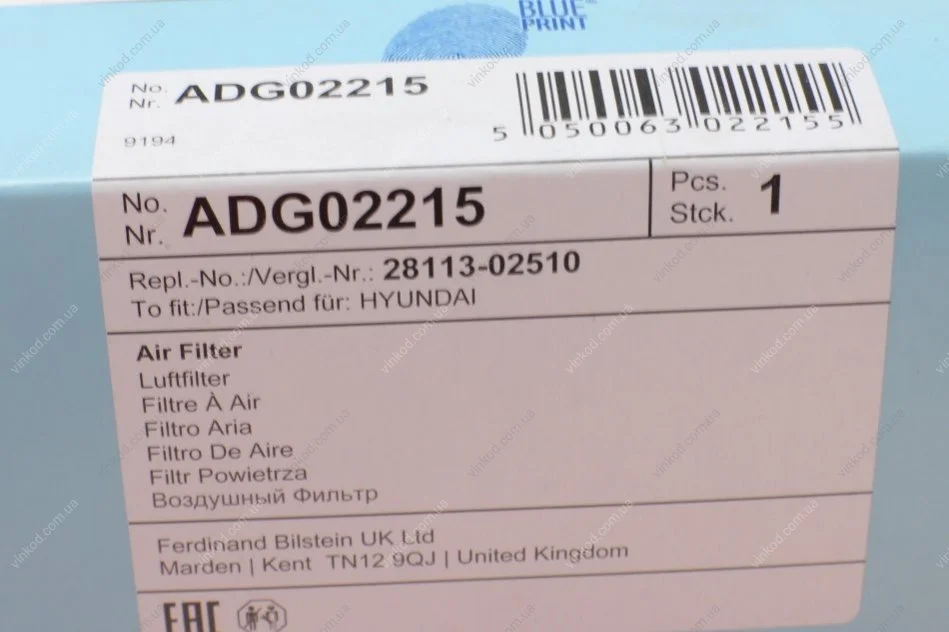 BLUE
PRINT
No.
Nr. ADG02215
9194
5 050063 022155
No.
Nr. ADG02215
Pcs.
Stck. 1
Repl.-No.:/Vergl.-Nr.: 28113-02510
To fit:/Passend für: HYUNDAI
Air Filter
Luftfilter
Filtre À Air
Filtro Aria
Filtro De Aire
Filtr Powietrza
Воздушный Фильтр
Ferdinand Bilstein UK Ltd
Marden | Kent TN12 9QJ | United Kingdom
EAC
vinkod.com.ua